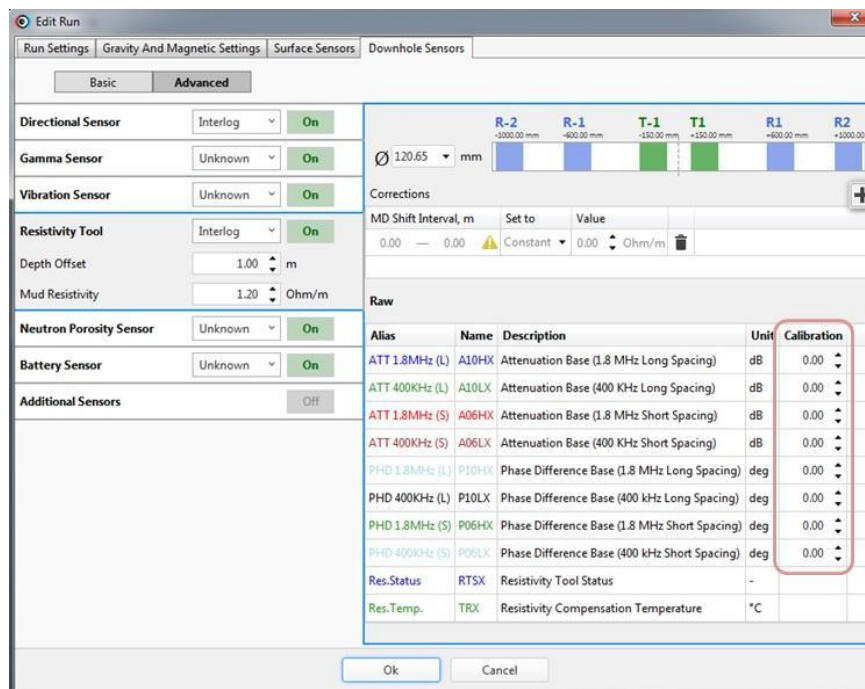 Edit Run
Run Settings Gravity And Magnetic Settings Surface Sensors Downhole Sensors
Basic Advanced
Directional Sensor Interlog On
Gamma Sensor Unknown On
Vibration Sensor Unknown On
Resistivity Tool Interlog On
Depth Offset 1.00 m
Mud Resistivity 1.20 Ohm/m
Neutron Porosity Sensor Unknown On
Battery Sensor Unknown On
Additional Sensors Off
R-2 R-1 T-1 T1 R1 R2
-1000.00 mm -600.00 mm -150.00 mm +150.00 mm +600.00 mm +1000.00
Ø 120.65 mm
Corrections
MD Shift Interval, m Set to Value
0.00 — 0.00 Constant 0.00 Ohm/m
Raw
Alias Name Description Unit Calibration
ATT 1.8MHz (L) A10HX Attenuation Base (1.8 MHz Long Spacing) dB 0.00
ATT 400KHz (L) A10LX Attenuation Base (400 KHz Long Spacing) dB 0.00
ATT 1.8MHz (S) A06HX Attenuation Base (1.8 MHz Short Spacing) dB 0.00
ATT 400KHz (S) A06LX Attenuation Base (400 KHz Short Spacing) dB 0.00
PHD 1.8MHz (L) P10HX Phase Difference Base (1.8 MHz Long Spacing) deg 0.00
PHD 400KHz (L) P10LX Phase Difference Base (400 kHz Long Spacing) deg 0.00
PHD 1.8MHz (S) P06HX Phase Difference Base (1.8 MHz Short Spacing) deg 0.00
PHD 400KHz (S) P06LX Phase Difference Base (400 kHz Short Spacing) deg 0.00
Res.Status RTSX Resistivity Tool Status -
Res.Temp. TRX Resistivity Compensation Temperature °C
Ok Cancel